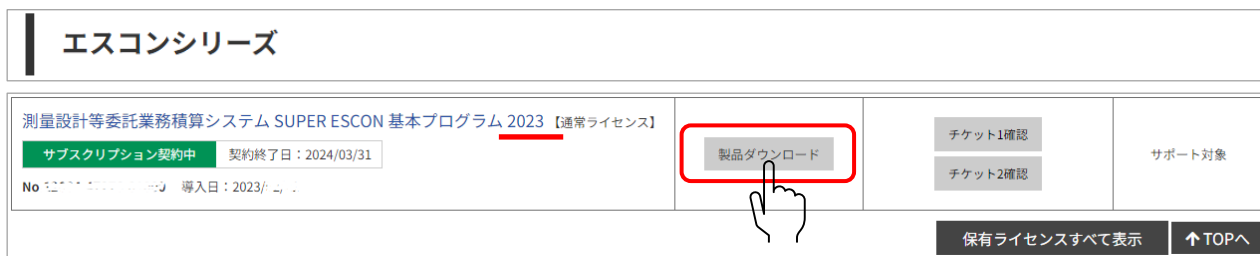 エスコンシリーズ
測量設計等委託業務積算システム SUPER ESCON 基本プログラム 2023 【通常ライセンス】
サブスクリプション契約中 契約終了日：2024/03/31
No 導入日：2023/
製品ダウンロード
チケット1確認
チケット2確認
サポート対象
保有ライセンスすべて表示 ↑TOPへ